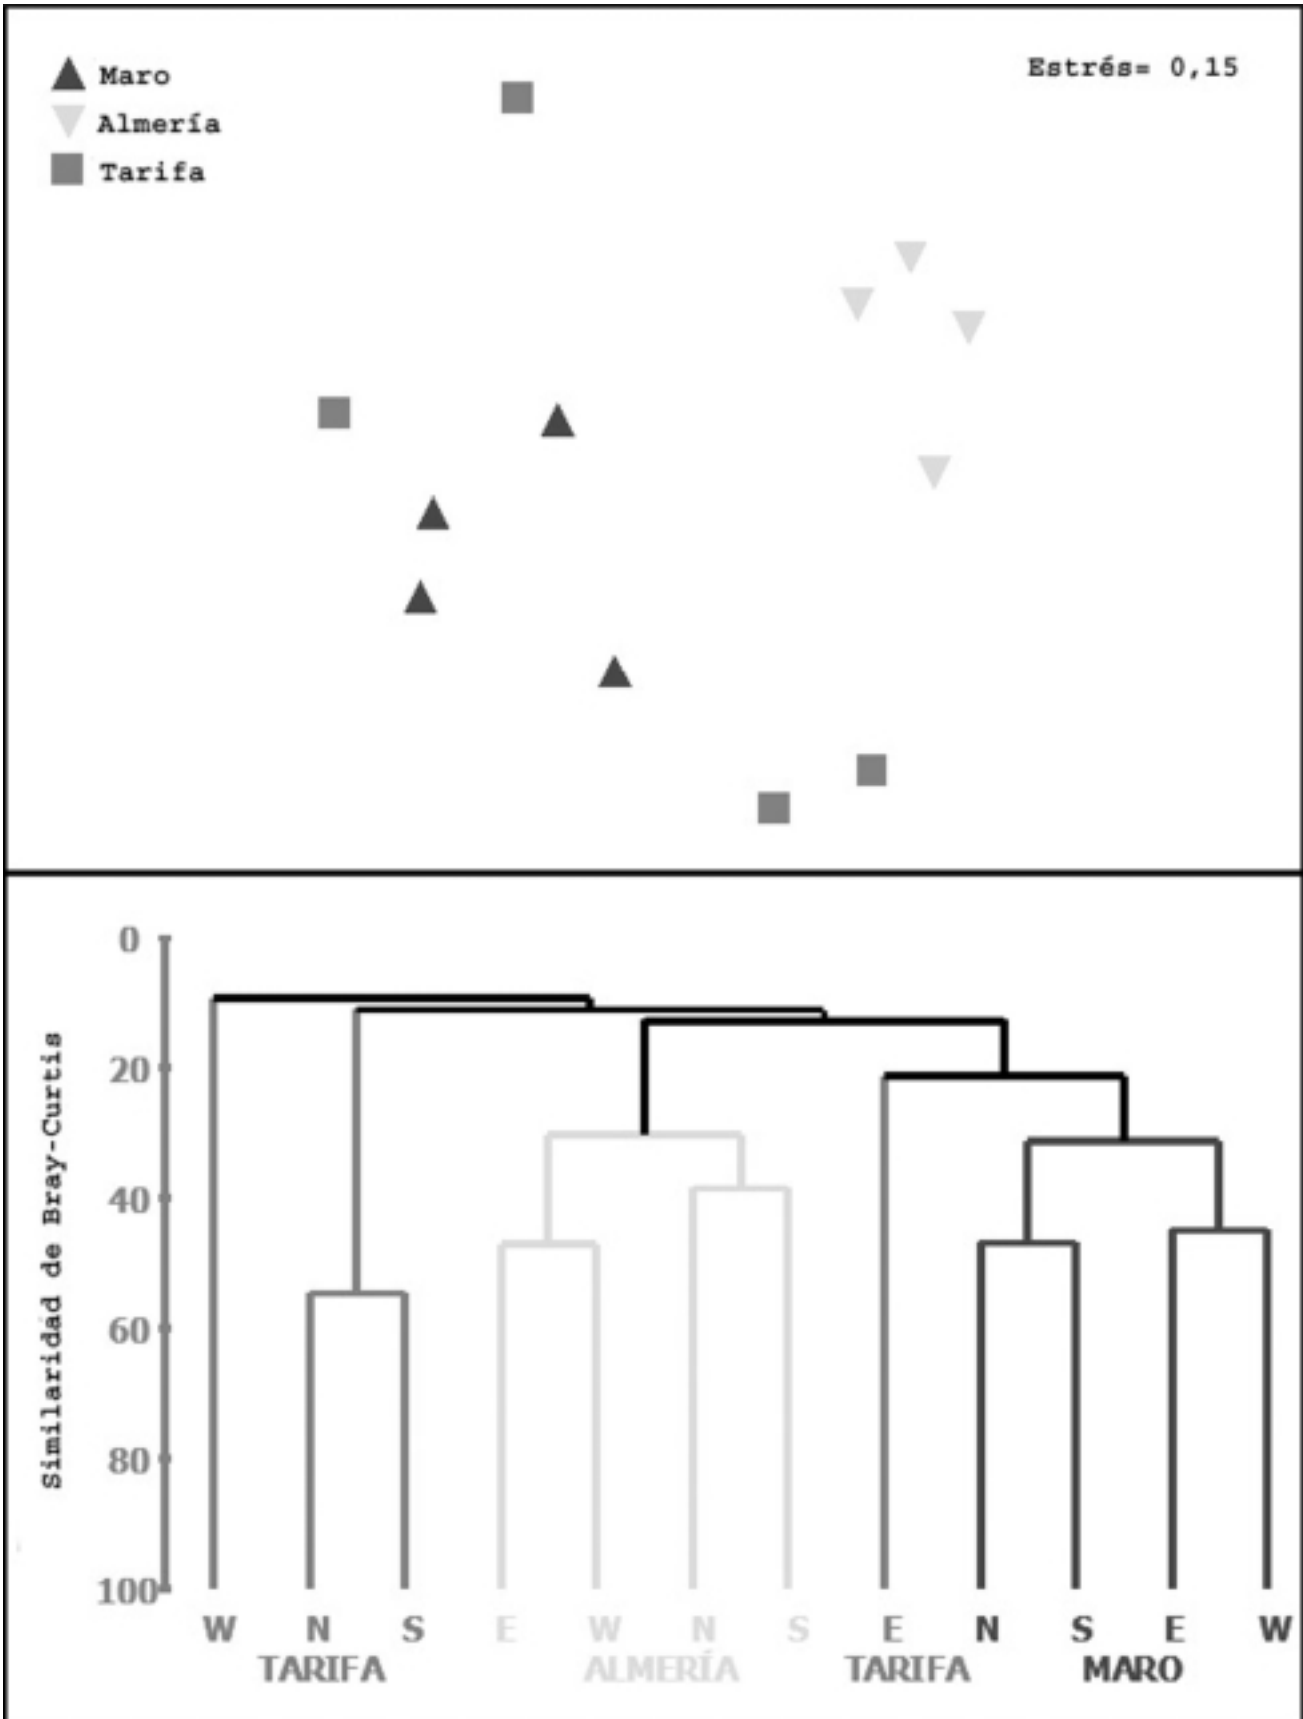 Maro
Estrés= 0,15
Almería
Tarifa
0
20
40
60
80
100
Similaridad de Bray-Curtis
W N S E W N S E N S E W
TARIFA ALMERÍA TARIFA MARO